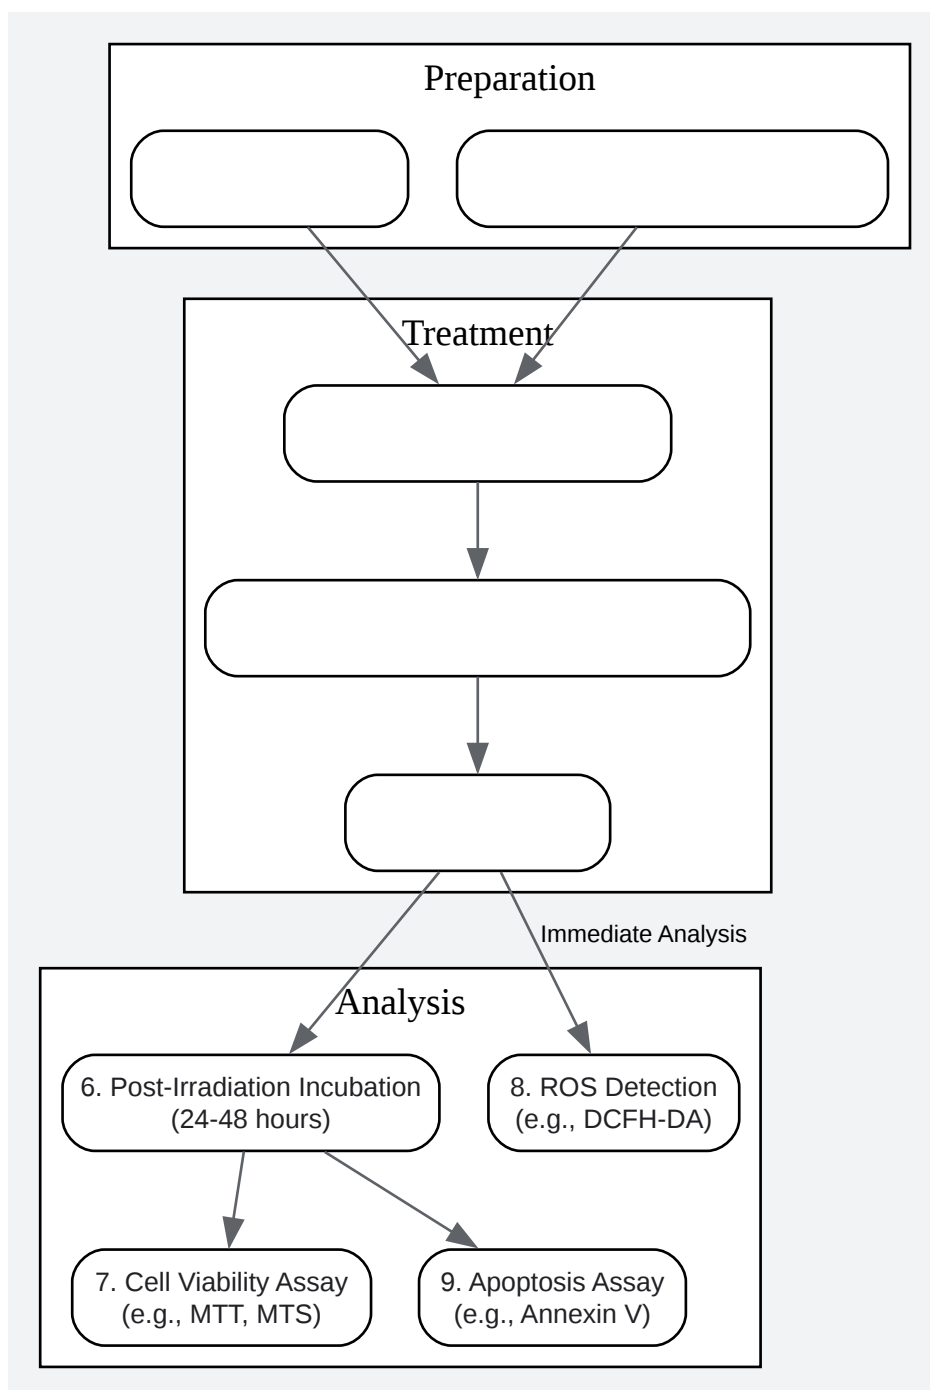 Preparation
Treatment
Immediate Analysis
Analysis
6. Post-Irradiation Incubation
(24-48 hours)
8. ROS Detection
(e.g., DCFH-DA)
7. Cell Viability Assay
(e.g., MTT, MTS)
9. Apoptosis Assay
(e.g., Annexin V)